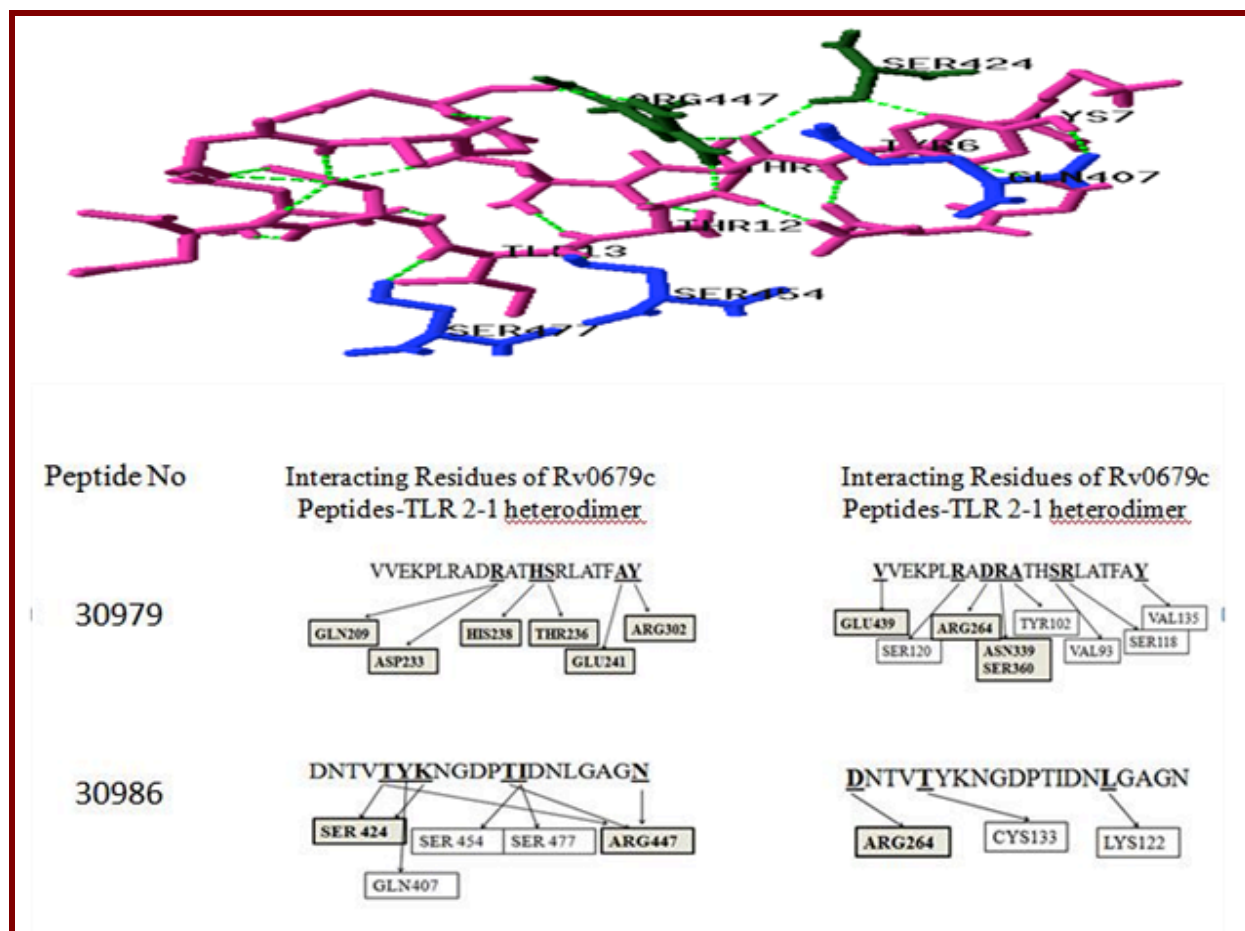 SER424
ARG447
YS7
TYR6
THR
GLN407
THR12
ILE13
SER454
SER477
Peptide No
Interacting Residues of Rv0679c
Peptides-TLR 2-1 heterodimer
Interacting Residues of Rv0679c
Peptides-TLR 2-1 heterodimer
30979
VVEKPLRADRATHSRLATFAY
GLN209
ASP233
HIS238
THR236
GLU241
ARG302
VVEKPLRADRATHSRLATFAY
GLU439
SER120
ARG264
ASN339
SER360
TYR102
VAL93
SER118
VAL135
30986
DNTVTYKNGDPTIDNLGAGN
SER 424
SER 454
SER 477
ARG447
GLN407
DNTVTYKNGDPTIDNLGAGN
ARG264
CYS133
LYS122